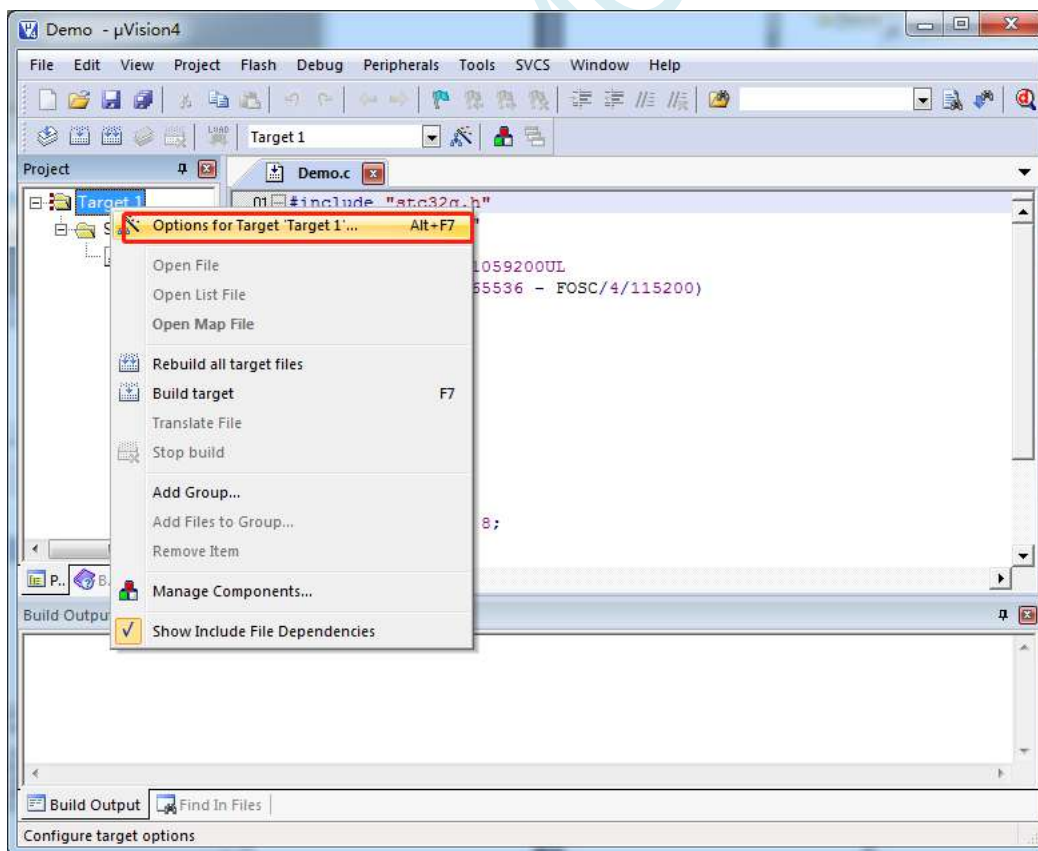 Demo - µVision4
File Edit View Project Flash Debug Peripherals Tools SVCS Window Help
LOAD Target 1
Project
Demo.c
Target 1
01 #include "stc32g.h"
Options for Target 'Target 1'... Alt+F7
"
Open File
1059200UL
Open List File
65536 - FOSC/4/115200)
Open Map File
Rebuild all target files
Build target F7
Translate File
Stop build
Add Group...
Add Files to Group...
8;
Remove Item
P.. B.
Manage Components...
Build Outpu
Show Include File Dependencies
Build Output Find In Files
Configure target options